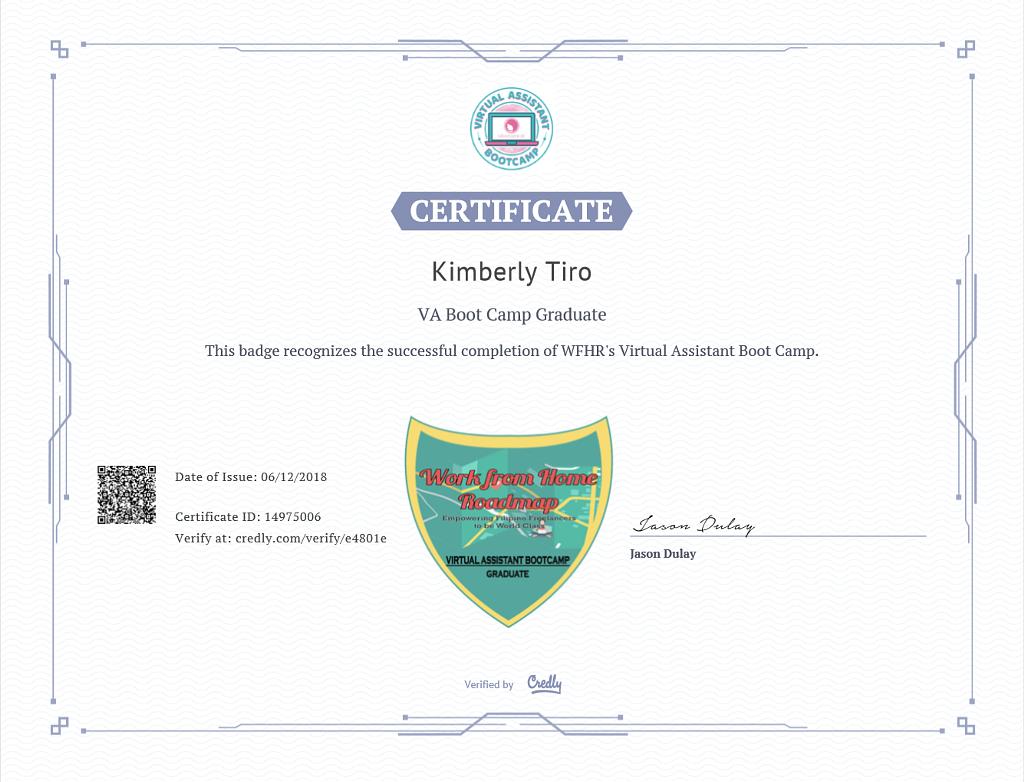 VIRTUAL ASSISTANT
BOOTCAMP
CERTIFICATE
Kimberly Tiro
VA Boot Camp Graduate
This badge recognizes the successful completion of WFHR's Virtual Assistant Boot Camp.
Date of Issue: 06/12/2018
Certificate ID: 14975006
Verify at: credly.com/verify/e4801e
Work from Home
Roadmap
Empowering Filipino Freelancers
to be World Class
VIRTUAL ASSISTANT BOOTCAMP
GRADUATE
Jason Dulay
Jason Dulay
Verified by Credly